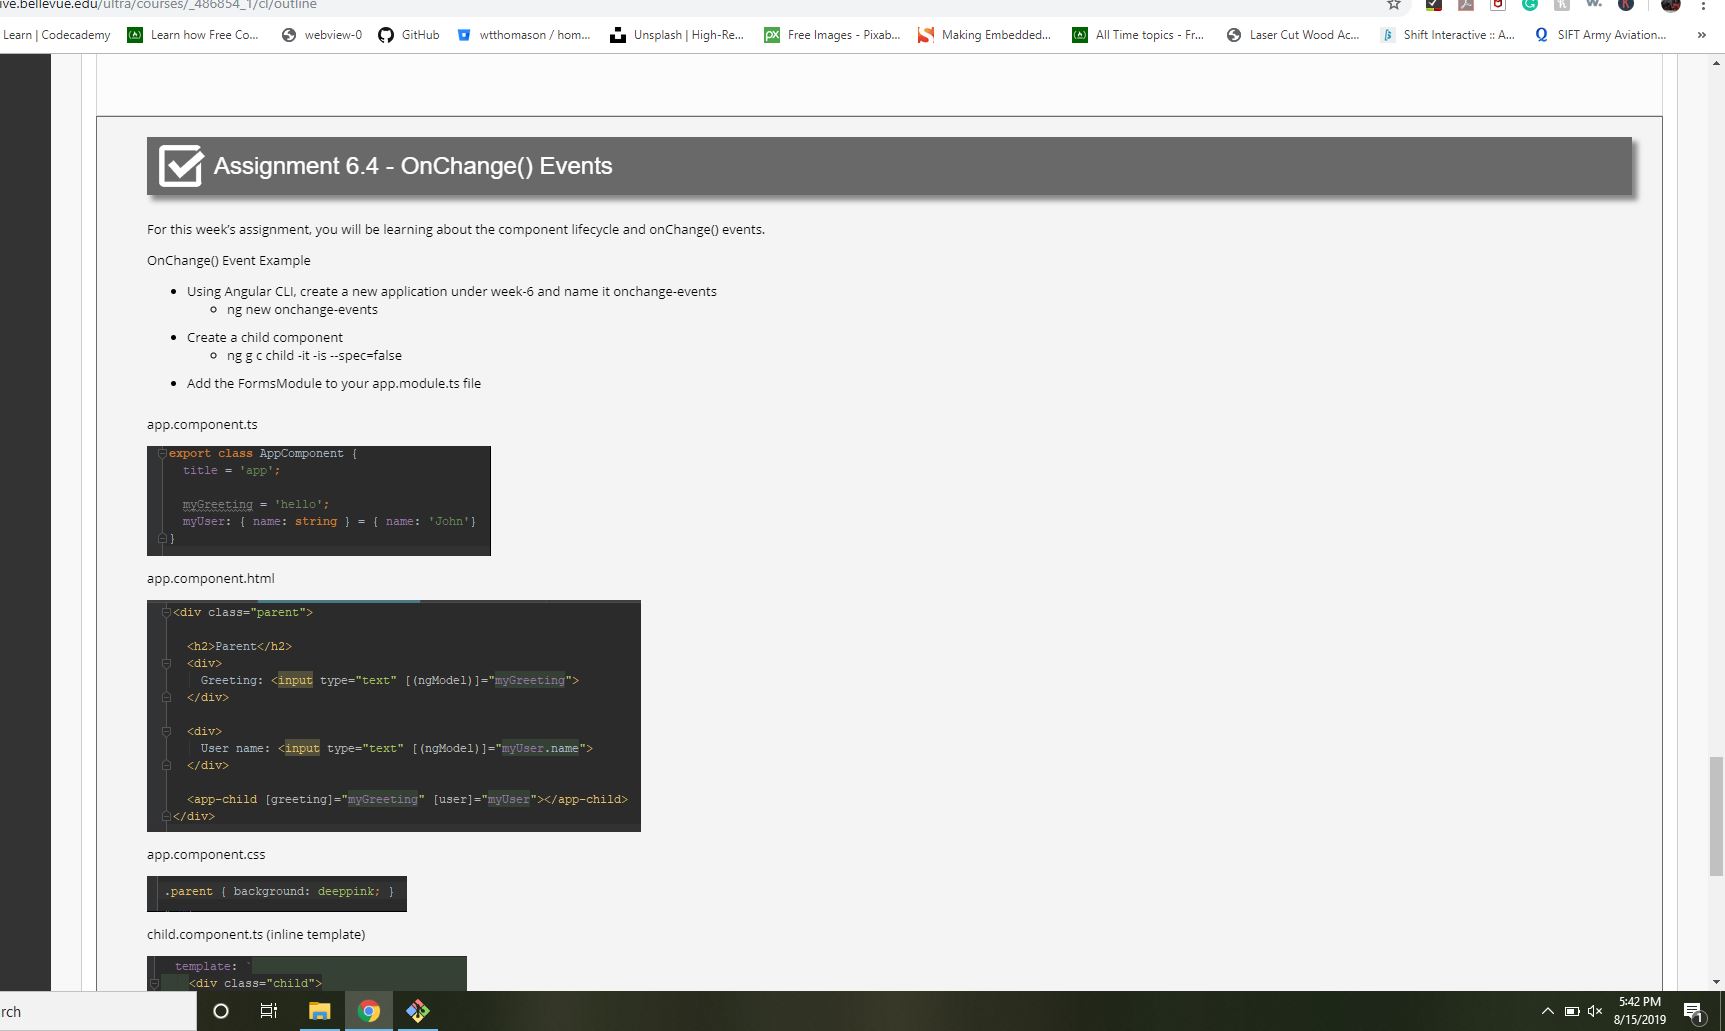 ive.bellevue.edu/ultra/courses/_486854_1/cl/outline
Learn | Codecademy Learn how Free Co... webview-0 GitHub wtthomason / hom... Unsplash | High-Re... Free Images - Pixab... Making Embedded... All Time topics - Fr... Laser Cut Wood Ac... Shift Interactive :: A... SIFT Army Aviation... »
Assignment 6.4 - OnChange() Events
For this week's assignment, you will be learning about the component lifecycle and onChange() events.
OnChange() Event Example
Using Angular CLI, create a new application under week-6 and name it onchange-events
ng new onchange-events
Create a child component
ng g c child -it -is --spec=false
Add the FormsModule to your app.module.ts file
app.component.ts
export class AppComponent {
title = 'app';
myGreeting = 'hello';
myUser: { name: string } = { name: 'John'}
}
app.component.html
<div class="parent">
<h2>Parent</h2>
<div>
Greeting: <input type="text" [(ngModel)]="myGreeting">
</div>
<div>
User name: <input type="text" [(ngModel)]="myUser.name">
</div>
<app-child [greeting]="myGreeting" [user]="myUser"></app-child>
</div>
app.component.css
.parent { background: deeppink; }
child.component.ts (inline template)
template: `
<div class="child">
rch
5:42 PM
8/15/2019
1